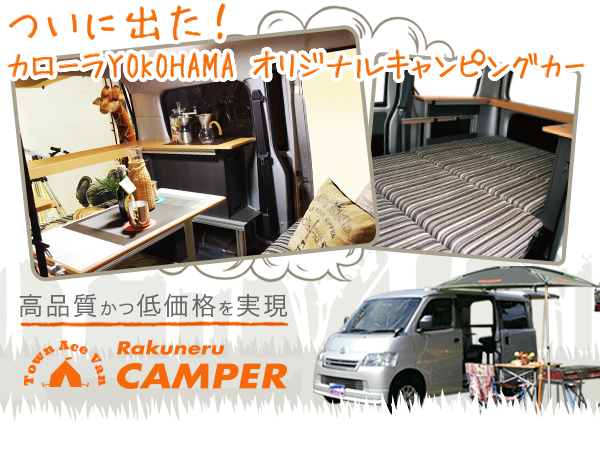 ついに出た！
カローラYOKOHAMA オリジナルキャンピングカー
高品質かつ低価格を実現
Town Ace Van
Rakuneru
CAMPER